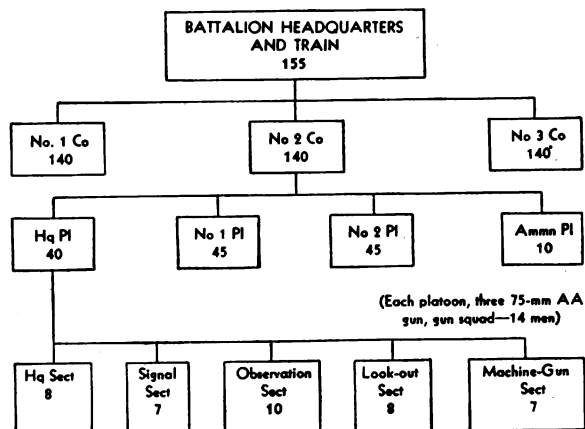 BATTALION HEADQUARTERS
AND TRAIN
155
No. 1 Co
140
No 2 Co
140
No 3 Co
140
Hq Pl
40
No 1 Pl
45
No 2 Pl
45
Ammn Pl
10
(Each platoon, three 75-mm AA
gun, gun squad—14 men)
Hq Sect
8
Signal
Sect
7
Observation
Sect
10
Look-out
Sect
8
Machine-Gun
Sect
7